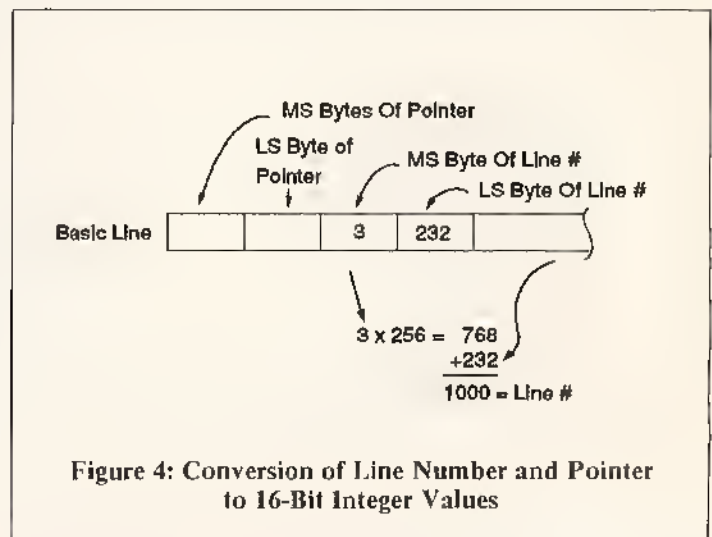 MS Bytes Of Pointer
LS Byte of
Pointer
MS Byte Of Line #
LS Byte Of Line #
Basic Line
3
232
3 x 256 = 768
+232
1000 = Line #
Figure 4: Conversion of Line Number and Pointer
to 16-Bit Integer Values